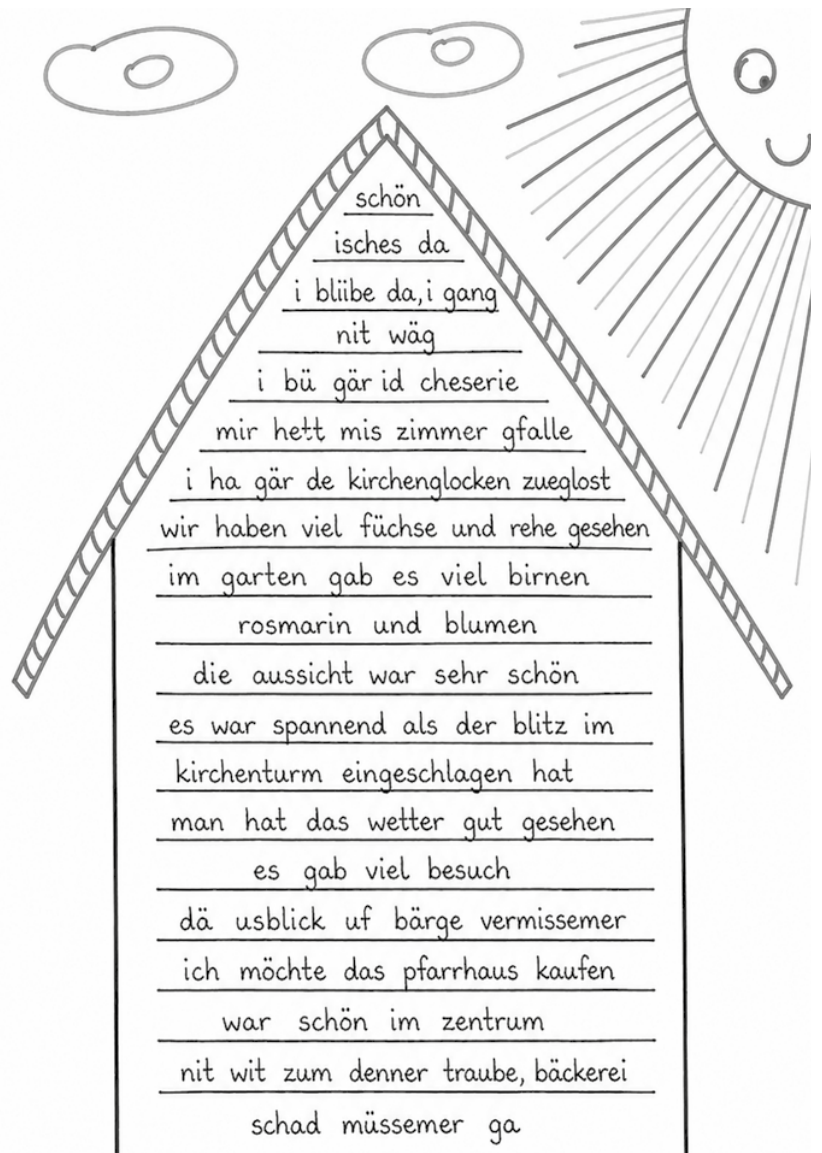 schön
isches da
i bliibe da, i gang
nit wäg
i bü gär id cheserie
mir hett mis zimmer gfalle
i ha gär de kirchenglocken zueglost
wir haben viel füchse und rehe gesehen
im garten gab es viel birnen
rosmarin und blumen
die aussicht war sehr schön
es war spannend als der blitz im
kirchenturm eingeschlagen hat
man hat das wetter gut gesehen
es gab viel besuch
dä usblick uf bärge vermissemer
ich möchte das pfarrhaus kaufen
war schön im zentrum
nit wit zum denner traube, bäckerei
schad müssemer ga